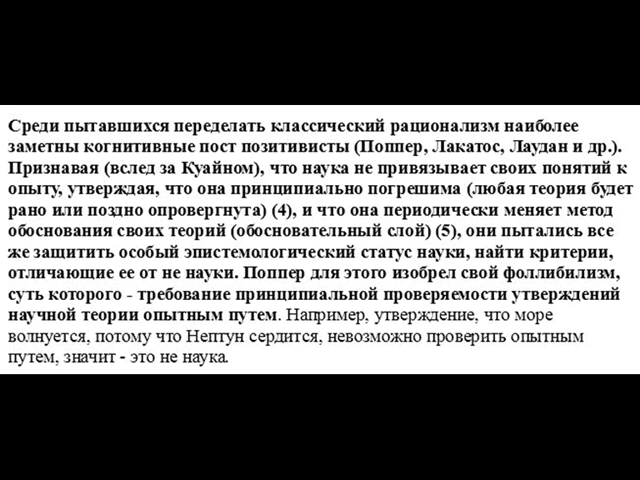 Среди пытавшихся переделать классический рационализм наиболее
заметны когнитивные пост позитивисты (Поппер, Лакатос, Лаудан и др.).
Признавая (вслед за Куайном), что наука не привязывает своих понятий к
опыту, утверждая, что она принципиально погрешима (любая теория будет
рано или поздно опровергнута) (4), и что она периодически меняет метод
обоснования своих теорий (обосновательный слой) (5), они пытались все
же защитить особый эпистемологический статус науки, найти критерии,
отличающие ее от не науки. Поппер для этого изобрел свой фоллибилизм,
суть которого - требование принципиальной проверяемости утверждений
научной теории опытным путем. Например, утверждение, что море
волнуется, потому что Нептун сердится, невозможно проверить опытным
путем, значит - это не наука.